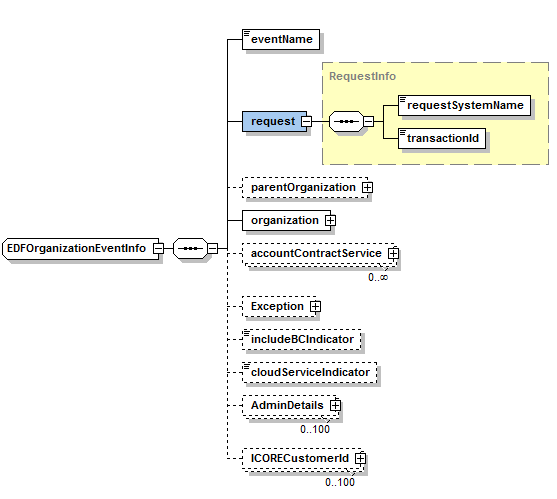 eventName
RequestInfo
request
requestSystemName
transactionId
parentOrganization
organization
EDFOrganizationEventInfo
accountContractService
0..∞
Exception
includeBCIndicator
cloudServiceIndicator
AdminDetails
0..100
ICORECustomerId
0..100